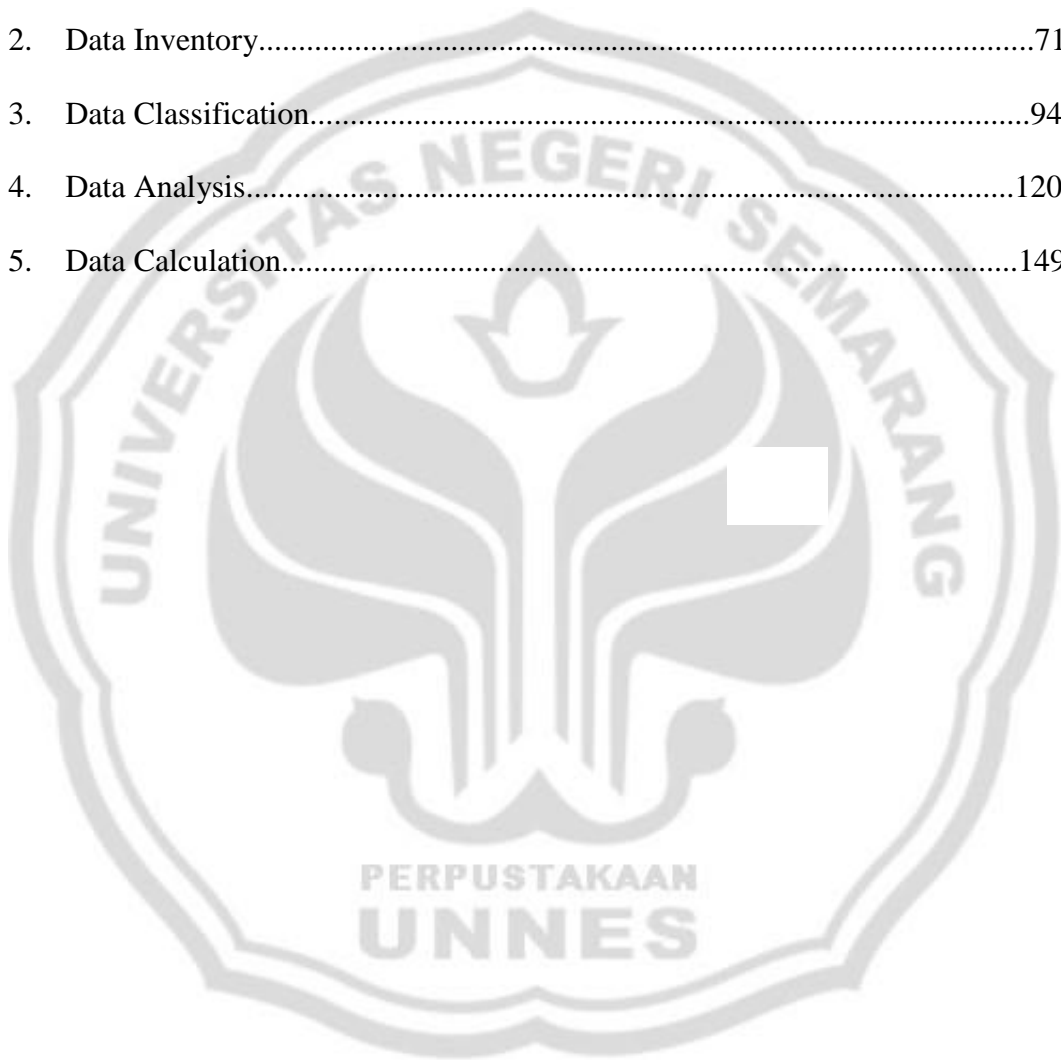 2. Data Inventory....................................................................................................71
3. Data Classification.............................................................................................94
4. Data Analysis...................................................................................................120
5. Data Calculation...............................................................................................149
UNIVERSITAS NEGERI SEMARANG
PERPUSTAKAAN
UNNES